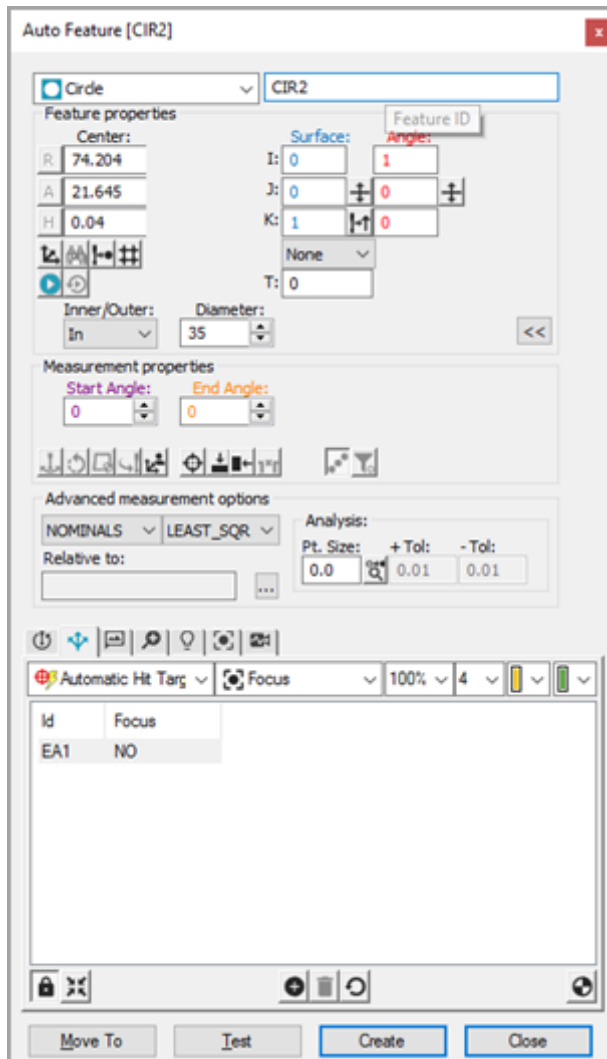 Auto Feature [CIR2]
x
Circle CIR2
Feature properties Feature ID
Center: Surface: Angle:
R 74.204 I: 0 1
A 21.645 J: 0 0
H 0.04 K: 1 0
None
T: 0
Inner/Outer: Diameter:
In 35 <<
Measurement properties
Start Angle: End Angle:
0 0
Advanced measurement options
NOMINALS LEAST_SQR Analysis:
Relative to: Pt. Size: + Tol: - Tol:
... 0.0 0.01 0.01
Automatic Hit Targ Focus 100% 4
Id Focus
EA1 NO
Move To Test Create Close